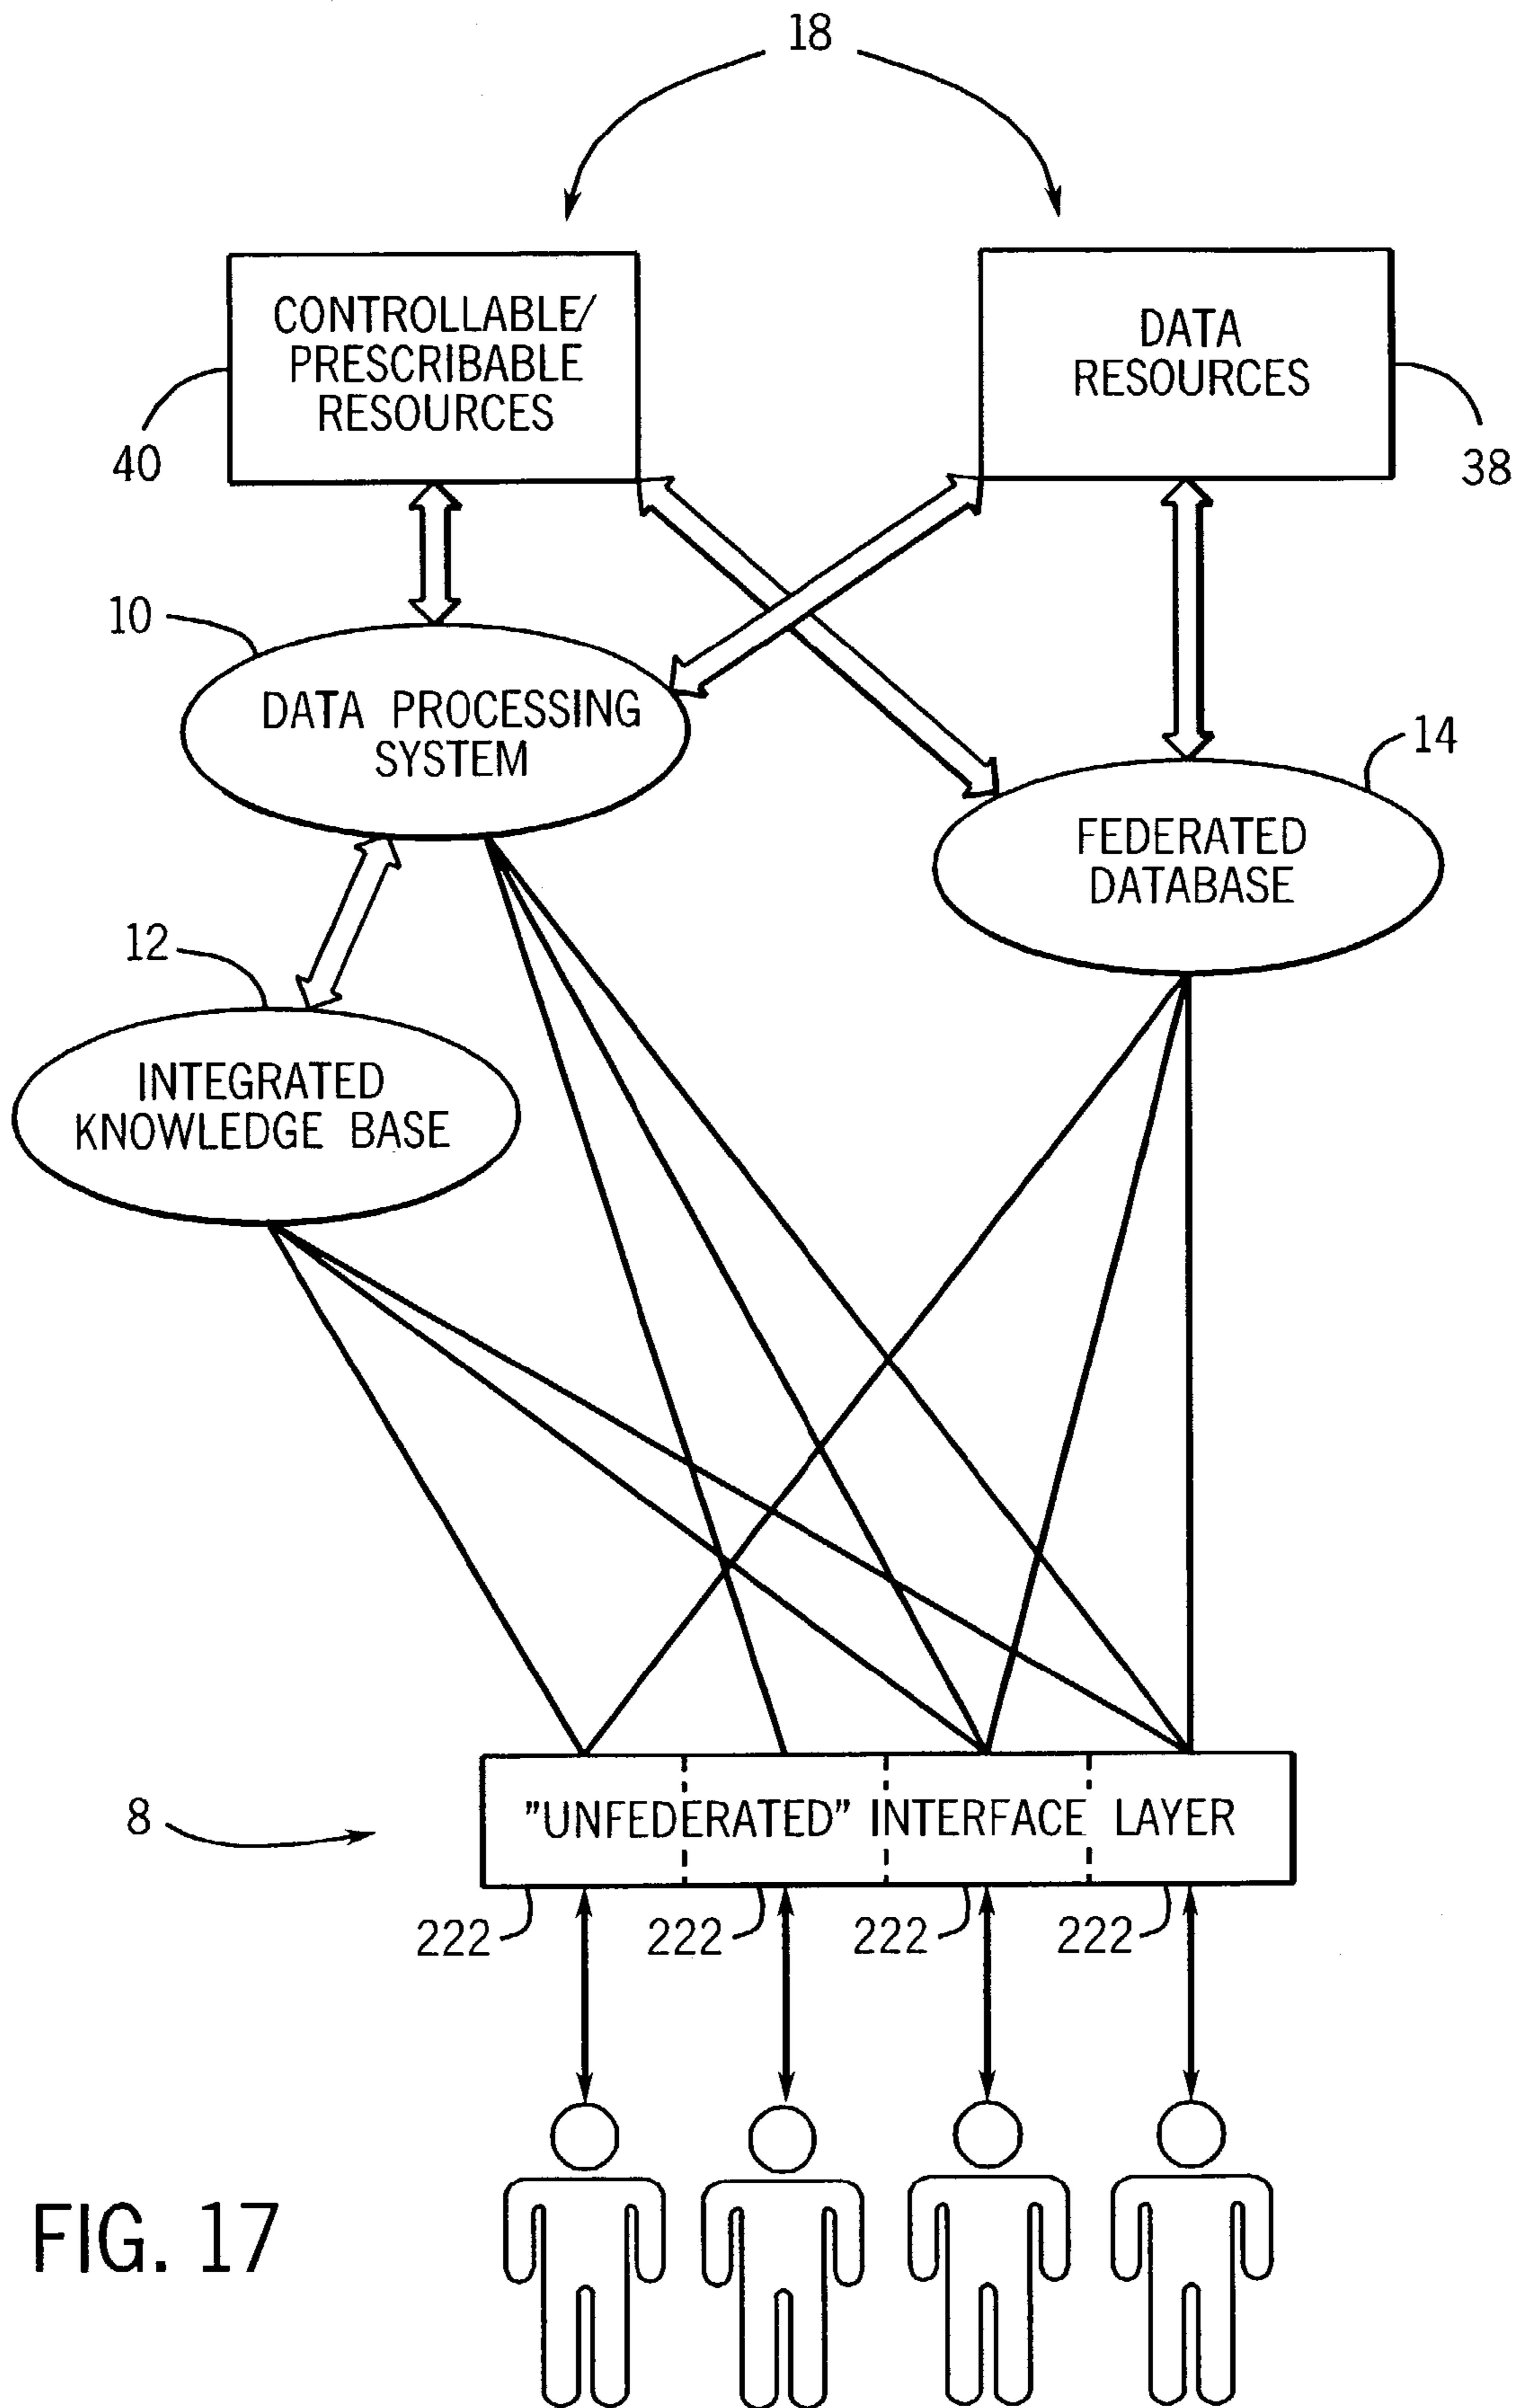 18
CONTROLLABLE/
PRESCRIBABLE
RESOURCES
DATA
RESOURCES
40
38
10
DATA PROCESSING
SYSTEM
14
FEDERATED
DATABASE
12
INTEGRATED
KNOWLEDGE BASE
8
"UNFEDERATED" INTERFACE LAYER
222
222
222
222
FIG. 17